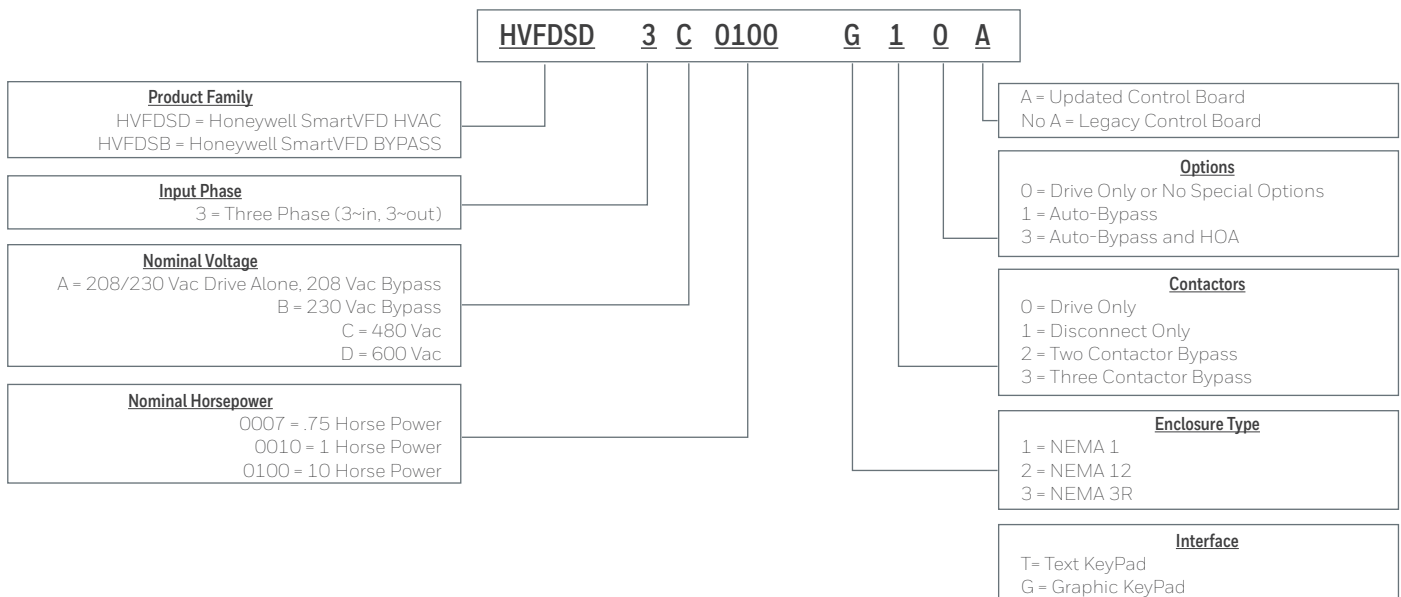 HVFDSD 3 C 0100 G 1 0 A
Product Family
HVFDSD = Honeywell SmartVFD HVAC
HVFDSB = Honeywell SmartVFD BYPASS
Input Phase
3 = Three Phase (3~in, 3~out)
Nominal Voltage
A = 208/230 Vac Drive Alone, 208 Vac Bypass
B = 230 Vac Bypass
C = 480 Vac
D = 600 Vac
Nominal Horsepower
0007 = .75 Horse Power
0010 = 1 Horse Power
0100 = 10 Horse Power
A = Updated Control Board
No A = Legacy Control Board
Options
0 = Drive Only or No Special Options
1 = Auto-Bypass
3 = Auto-Bypass and HOA
Contactors
0 = Drive Only
1 = Disconnect Only
2 = Two Contactor Bypass
3 = Three Contactor Bypass
Enclosure Type
1 = NEMA 1
2 = NEMA 12
3 = NEMA 3R
Interface
T= Text KeyPad
G = Graphic KeyPad